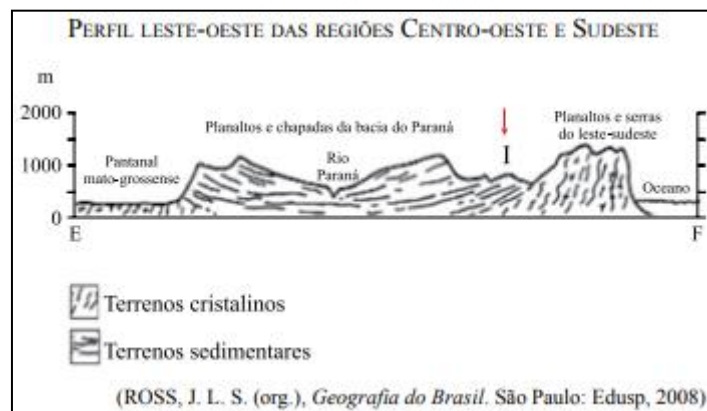 PERFIL LESTE-OESTE DAS REGIÕES CENTRO-OESTE E SUDESTE
m
2000
1000
0
Pantanal
mato-grossense
Planaltos e chapadas da bacia do Paraná
Rio
Paraná
I
Planaltos e serras
do leste-sudeste
Oceano
E
F
Terrenos cristalinos
Terrenos sedimentares
(ROSS, J. L. S. (org.), Geografia do Brasil. São Paulo: Edusp, 2008)